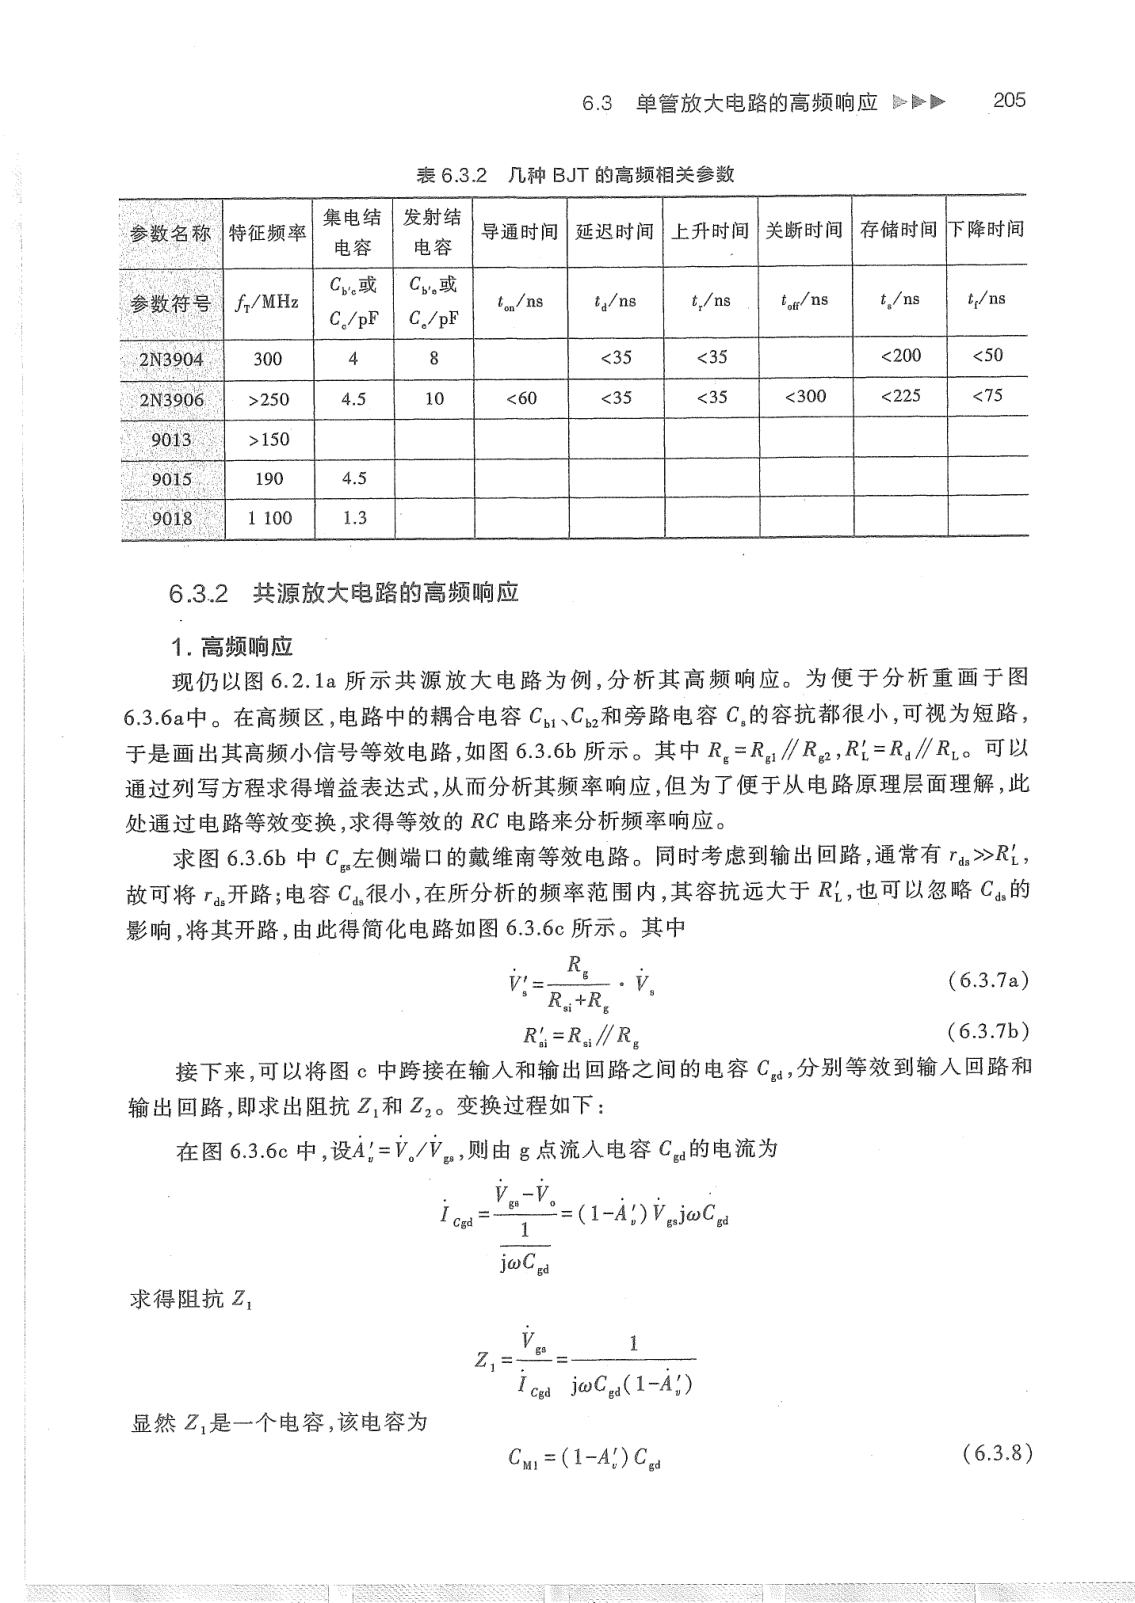 6.3 单管放大电路的高频响应 205
表 6.3.2 几种 BJT 的高频相关参数
参数名称 特征频率 集电结电容 发射结电容 导通时间 延迟时间 上升时间 关断时间 存储时间 下降时间
参数符号 f_T/MHz C_b'c或C_c/pF C_b'e或C_e/pF t_on/ns t_d/ns t_r/ns t_off/ns t_s/ns t_f/ns
2N3904 300 4 8 <35 <35 <200 <50
2N3906 >250 4.5 10 <60 <35 <35 <300 <225 <75
9013 >150
9015 190 4.5
9018 1 100 1.3
6.3.2 共源放大电路的高频响应
1. 高频响应
现仍以图 6.2.1a 所示共源放大电路为例,分析其高频响应。为便于分析重画于图
6.3.6a中。在高频区,电路中的耦合电容 C_b1、C_b2和旁路电容 C_s的容抗都很小,可视为短路,
于是画出其高频小信号等效电路,如图 6.3.6b 所示。其中 R_g=R_g1∥R_g2,R'_L=R_d∥R_L。可以
通过列写方程求得增益表达式,从而分析其频率响应,但为了便于从电路原理层面理解,此
处通过电路等效变换,求得等效的 RC 电路来分析频率响应。
求图 6.3.6b 中 C_gs左侧端口的戴维南等效电路。同时考虑到输出回路,通常有 r_ds≫R'_L,
故可将 r_ds开路;电容 C_ds很小,在所分析的频率范围内,其容抗远大于 R'_L,也可以忽略 C_ds的
影响,将其开路,由此得简化电路如图 6.3.6c 所示。其中
V̇'_s=R_g/(R_si+R_g)·V̇_s (6.3.7a)
R'_si=R_si∥R_g (6.3.7b)
接下来,可以将图 c 中跨接在输入和输出回路之间的电容 C_gd,分别等效到输入回路和
输出回路,即求出阻抗 Z_1和 Z_2。变换过程如下:
在图 6.3.6c 中,设Ȧ'_v=V̇_o/V̇_gs,则由 g 点流入电容 C_gd的电流为
İ_Cgd=(V̇_gs-V̇_o)/(1/(jωC_gd))=(1-Ȧ'_v)V̇_gsjωC_gd
求得阻抗 Z_1
Z_1=V̇_gs/İ_Cgd=1/(jωC_gd(1-Ȧ'_v))
显然 Z_1是一个电容,该电容为
C_M1=(1-A'_v)C_gd (6.3.8)